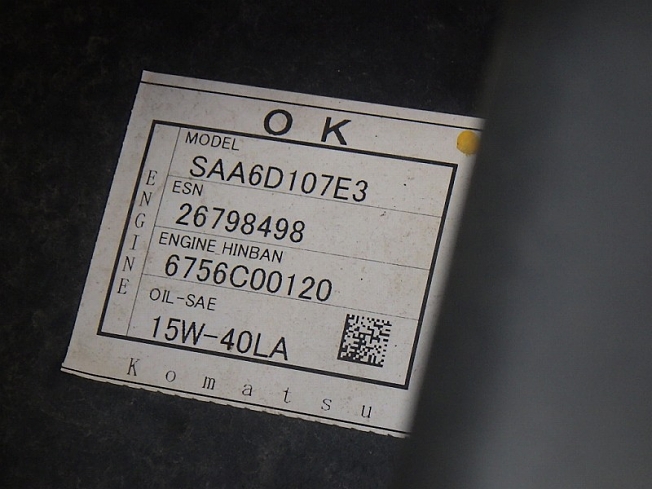 OK
ENGINE
MODEL
SAA6D107E3
ESN
26798498
ENGINE HINBAN
6756C00120
OIL-SAE
15W-40LA
Komatsu